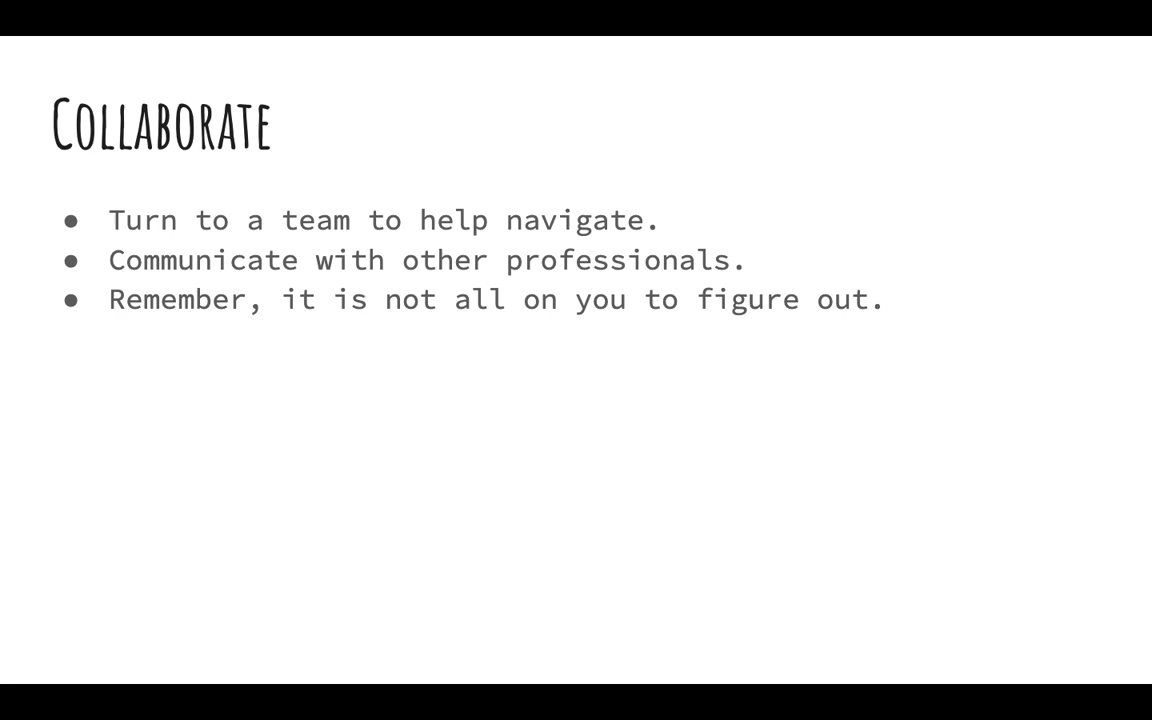 Collaborate
● Turn to a team to help navigate.
● Communicate with other professionals.
● Remember, it is not all on you to figure out.